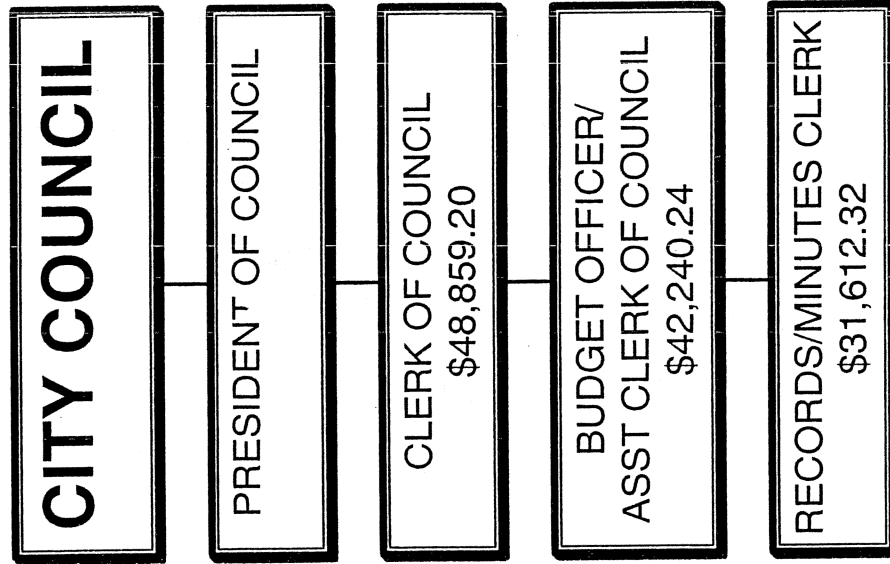 CITY COUNCIL
PRESIDENT OF COUNCIL
CLERK OF COUNCIL
$48,859.20
BUDGET OFFICER/
ASST CLERK OF COUNCIL
$42,240.24
RECORDS/MINUTES CLERK
$31,612.32